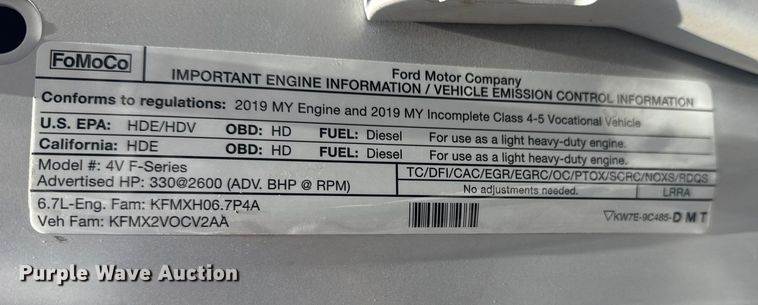 FoMoCo
Ford Motor Company
IMPORTANT ENGINE INFORMATION / VEHICLE EMISSION CONTROL INFORMATION
Conforms to regulations: 2019 MY Engine and 2019 MY Incomplete Class 4-5 Vocational Vehicle
U.S. EPA: HDE/HDV OBD: HD FUEL: Diesel For use as a light heavy-duty engine.
California: HDE OBD: HD FUEL: Diesel For use as a light heavy-duty engine.
Model #: 4V F-Series
TC/DFI/CAC/EGR/EGRC/OC/PTOX/SCRC/NOXS/RDQS
Advertised HP: 330@2600 (ADV. BHP @ RPM)
No adjustments needed. LRRA
6.7L-Eng. Fam: KFMXH06.7P4A
Veh Fam: KFMX2VOCV2AA
KW7E-9C485-DMT
Purple Wave Auction